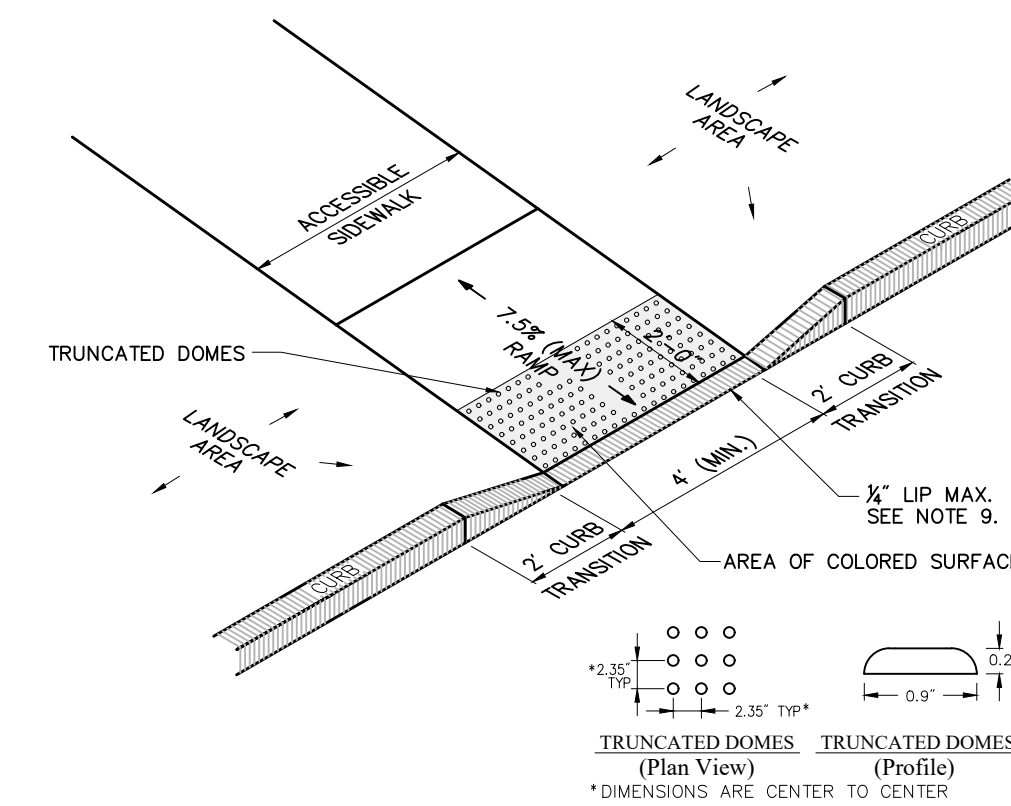 LANDSCAPE
AREA
ACCESSIBLE
SIDEWALK
CURB
7.5% (MAX)
RAMP
2'-0"
TRUNCATED DOMES
2' CURB
TRANSITION
LANDSCAPE
AREA
4' (MIN.)
1/4" LIP MAX.
SEE NOTE 9.
2' CURB
TRANSITION
AREA OF COLORED SURFAC
CURB
*2.35"
TYP
2.35" TYP*
0.2
0.9"
TRUNCATED DOMES
(Plan View)
TRUNCATED DOMES
(Profile)
*DIMENSIONS ARE CENTER TO CENTER